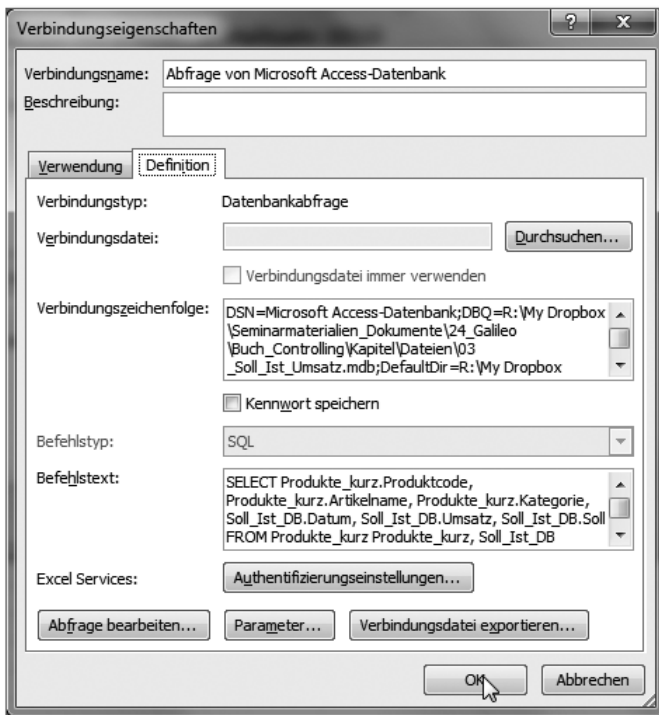 Verbindungseigenschaften
Verbindungsname: Abfrage von Microsoft Access-Datenbank
Beschreibung:
Verwendung Definition
Verbindungstyp: Datenbankabfrage
Verbindungsdatei: Durchsuchen...
Verbindungsdatei immer verwenden
Verbindungszeichenfolge: DSN=Microsoft Access-Datenbank;DBQ=R:\My Dropbox
\Seminarmaterialien_Dokumente\24_Galileo
\Buch_Controlling\Kapitel\Dateien\03
_Soll_Ist_Umsatz.mdb;DefaultDir=R:\My Dropbox
Kennwort speichern
Befehlstyp: SQL
Befehlstext: SELECT Produkte_kurz.Produktcode,
Produkte_kurz.Artikelname, Produkte_kurz.Kategorie,
Soll_Ist_DB.Datum, Soll_Ist_DB.Umsatz, Soll_Ist_DB.Soll
FROM Produkte_kurz Produkte_kurz, Soll_Ist_DB
Excel Services: Authentifizierungseinstellungen...
Abfrage bearbeiten... Parameter... Verbindungsdatei exportieren...
OK Abbrechen